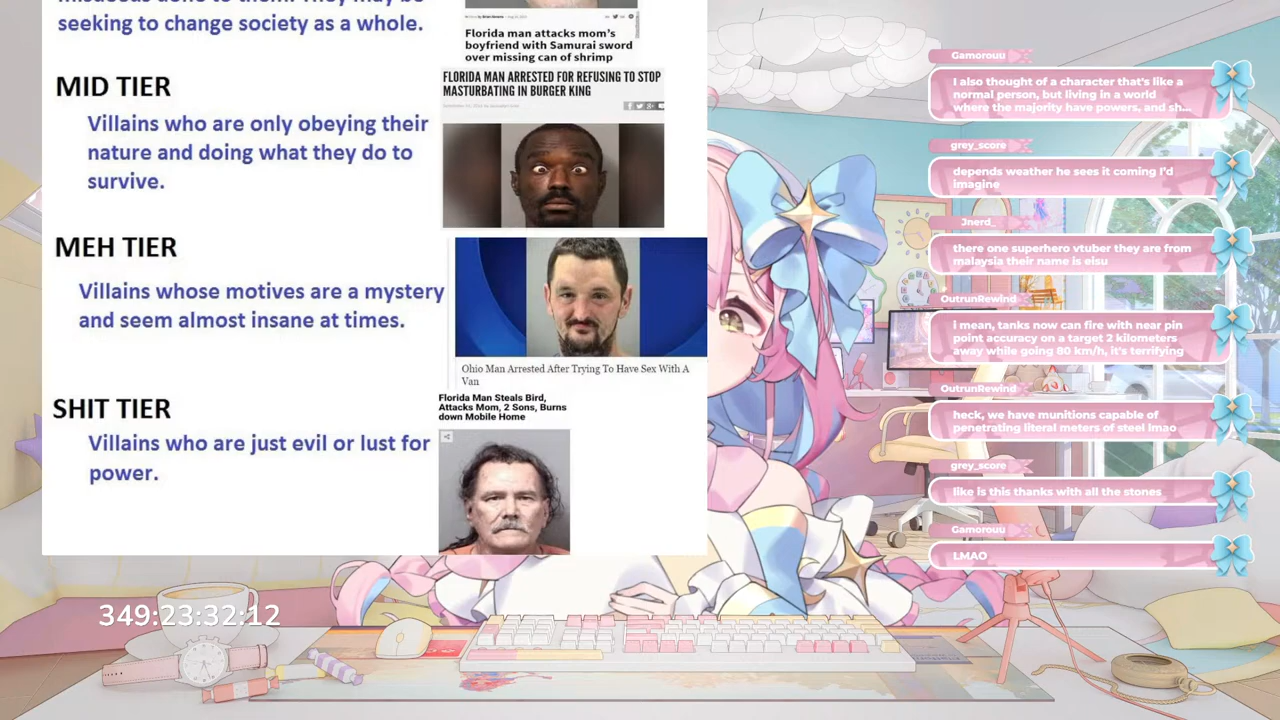 seeking to change society as a whole.
Florida man attacks mom's
boyfriend with Samurai sword
over missing can of shrimp
MID TIER
FLORIDA MAN ARRESTED FOR REFUSING TO STOP
MASTURBATING IN BURGER KING
Villains who are only obeying their
nature and doing what they do to
survive.
MEH TIER
Villains whose motives are a mystery
and seem almost insane at times.
Ohio Man Arrested After Trying To Have Sex With A
Van
SHIT TIER
Florida Man Steals Bird,
Attacks Mom, 2 Sons, Burns
down Mobile Home
Villains who are just evil or lust for
power.
349:23:32:12
Gamorouu
I also thought of a character that's like a
normal person, but living in a world
where the majority have powers, and sh...
grey_score
depends weather he sees it coming I'd
imagine
Jnerd_
there one superhero vtuber they are from
malaysia their name is eisu
OutrunRewind
i mean, tanks now can fire with near pin
point accuracy on a target 2 kilometers
away while going 80 km/h, it's terrifying
OutrunRewind
heck, we have munitions capable of
penetrating literal meters of steel lmao
grey_score
like is this thanks with all the stones
Gamorouu
LMAO